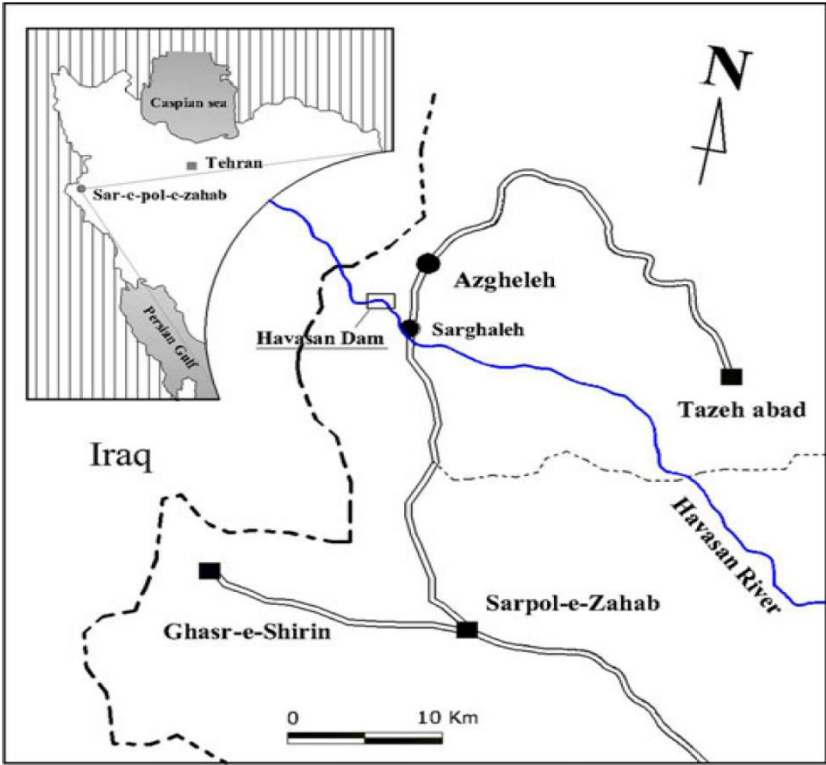 N
Caspian sea
Tehran
Sar-c-pol-c-zahab
Persian Gulf
Azgheleh
Sarghaleh
Havasan Dam
Tazeh abad
Iraq
Havasan River
Sarpol-e-Zahab
Ghasr-e-Shirin
0 10 Km